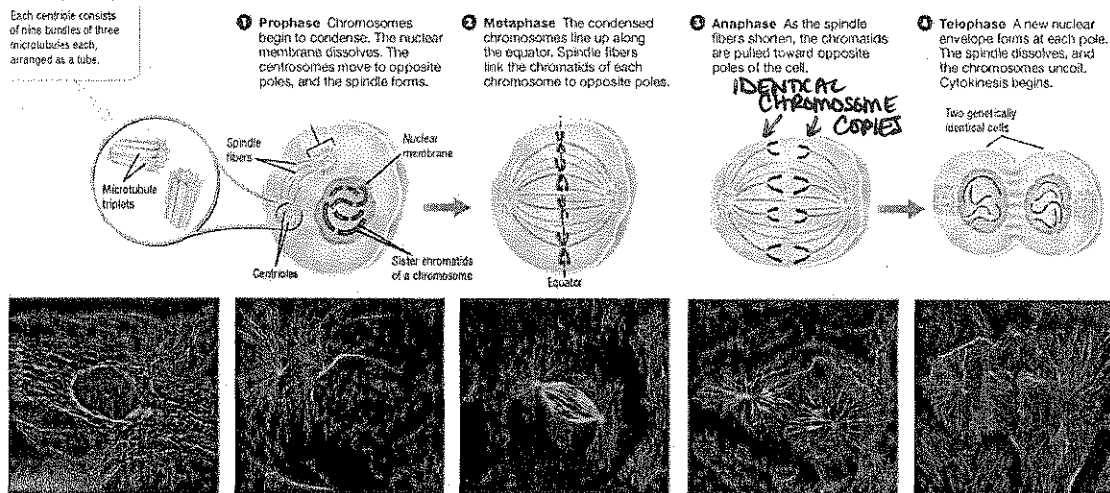 Each centriole consists
of nine bundles of three
microtubules each,
arranged as a tube.
1 Prophase Chromosomes
begin to condense. The nuclear
membrane dissolves. The
centrosomes move to opposite
poles, and the spindle forms.
2 Metaphase The condensed
chromosomes line up along
the equator. Spindle fibers
link the chromatids of each
chromosome to opposite poles.
3 Anaphase As the spindle
fibers shorten, the chromatids
are pulled toward opposite
poles of the cell.
4 Telophase A new nuclear
envelope forms at each pole.
The spindle dissolves, and
the chromosomes uncoil.
Cytokinesis begins.
IDENTICAL
CHROMOSOME
COPIES
Two genetically
identical cells
Spindle
fibers
Nuclear
membrane
Microtubule
triplets
Centrioles
Sister chromatids
of a chromosome
Equator